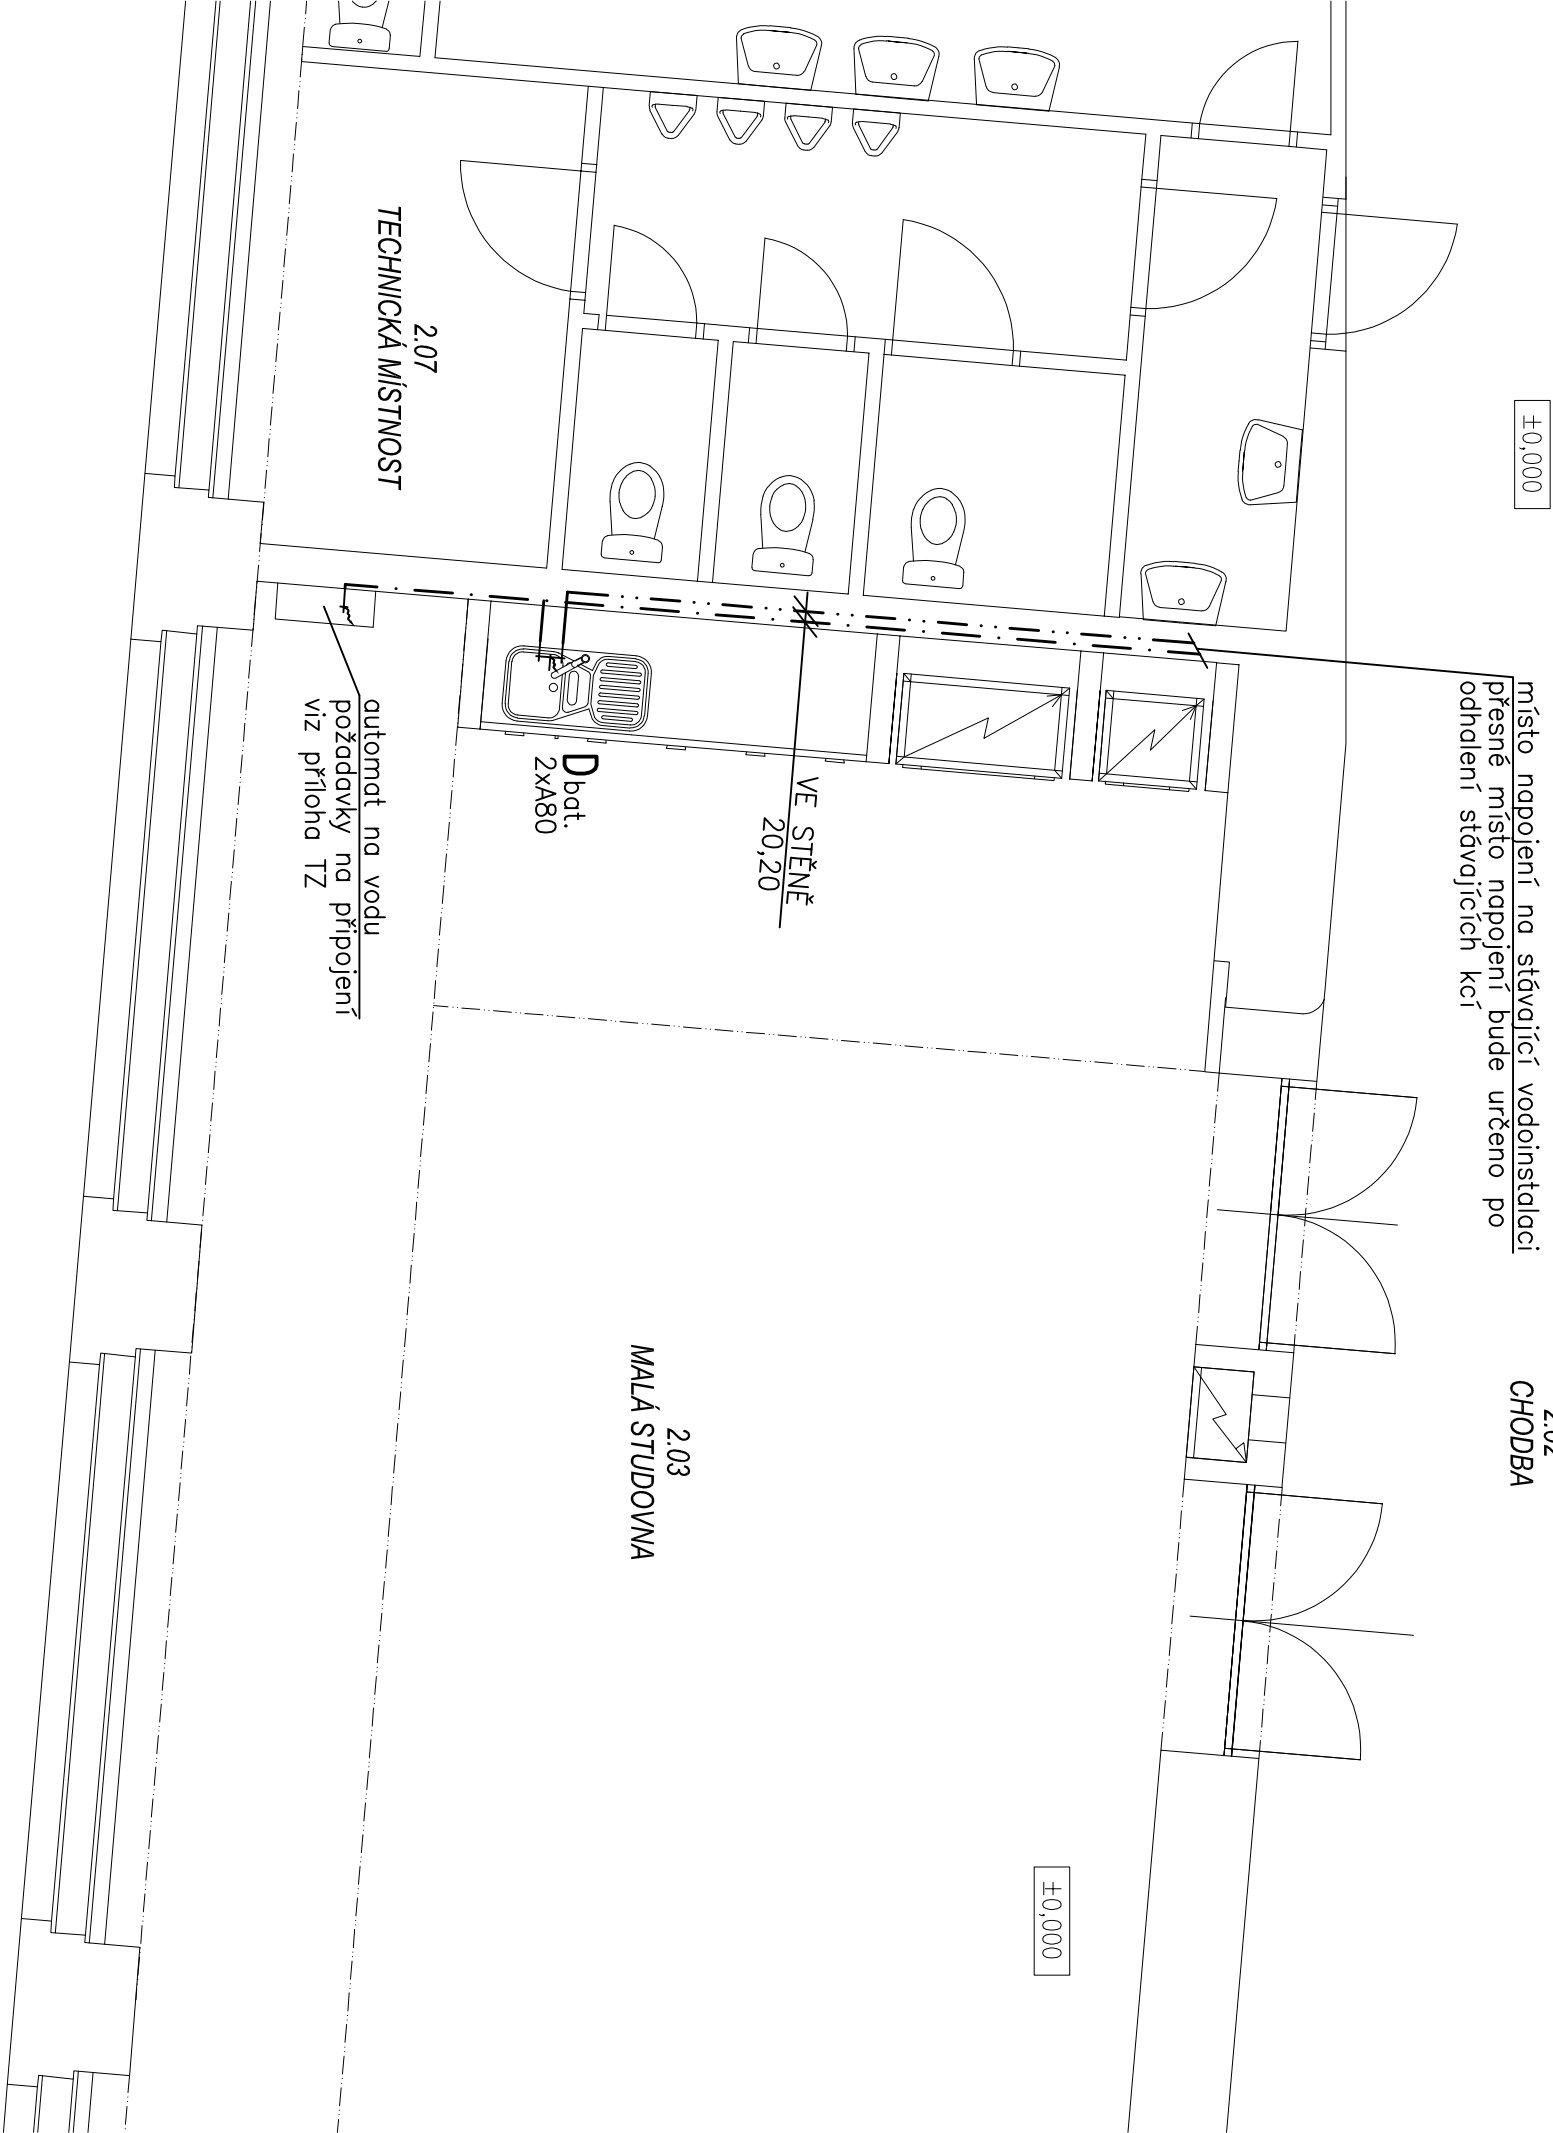 ±0,000
místo napojení na stávající vodoinstalaci
přesné místo napojení bude určeno po
odhalení stávajících kcí
CHODBA
2.07
TECHNICKÁ MÍSTNOST
VE STĚNĚ
20,20
D bat.
2xA80
automat na vodu
požadavky na připojení
viz příloha TZ
2.03
MALÁ STUDOVNA
±0,000